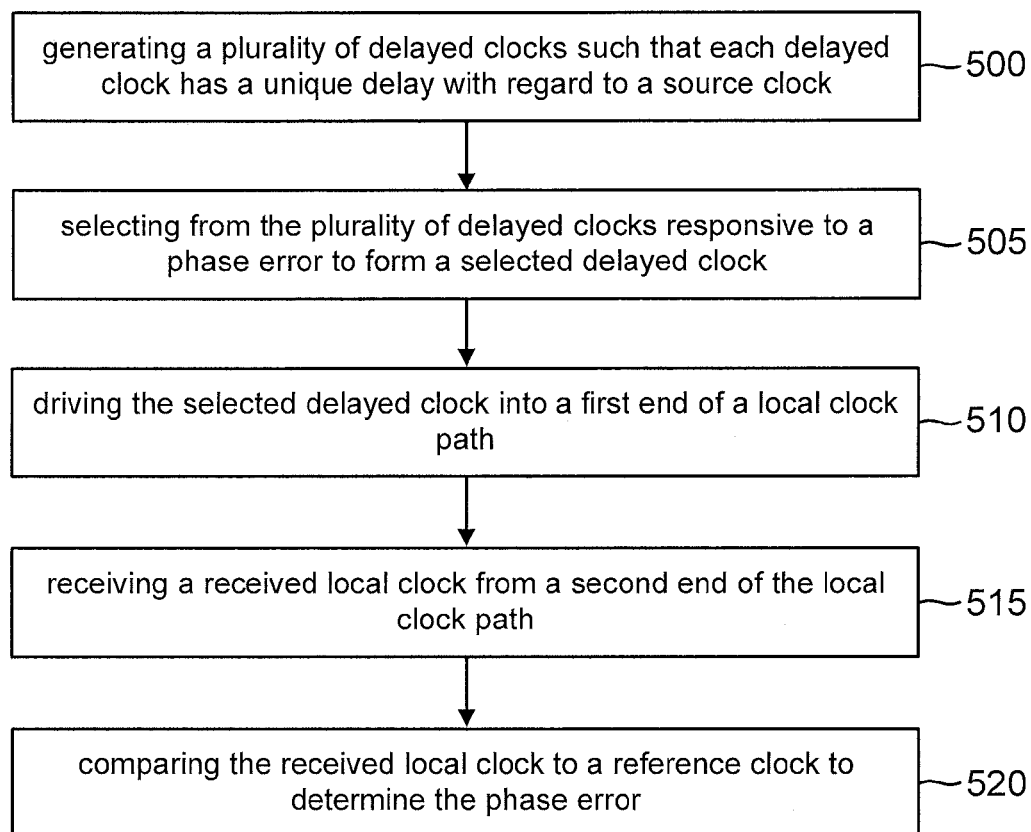 generating a plurality of delayed clocks such that each delayed
clock has a unique delay with regard to a source clock
500
selecting from the plurality of delayed clocks responsive to a
phase error to form a selected delayed clock
505
driving the selected delayed clock into a first end of a local clock
path
510
receiving a received local clock from a second end of the local
clock path
515
comparing the received local clock to a reference clock to
determine the phase error
520